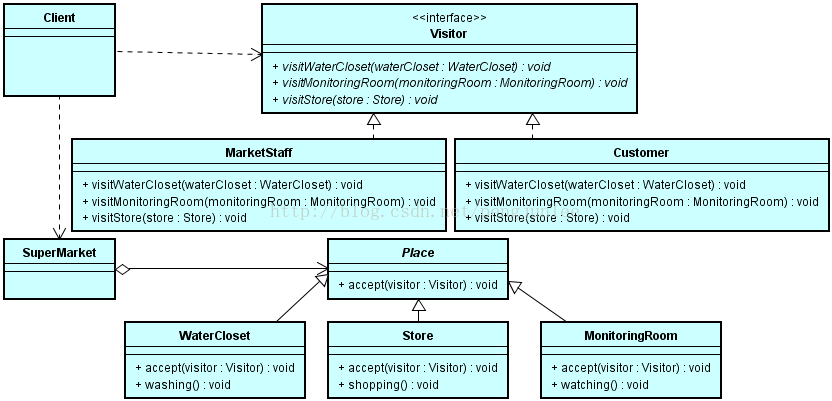 Client
<<interface>>
Visitor
+ visitWaterCloset(waterCloset : WaterCloset) : void
+ visitMonitoringRoom(monitoringRoom : MonitoringRoom) : void
+ visitStore(store : Store) : void
MarketStaff
+ visitWaterCloset(waterCloset : WaterCloset) : void
+ visitMonitoringRoom(monitoringRoom : MonitoringRoom) : void
+ visitStore(store : Store) : void
Customer
+ visitWaterCloset(waterCloset : WaterCloset) : void
+ visitMonitoringRoom(monitoringRoom : MonitoringRoom) : void
+ visitStore(store : Store) : void
http://blog.csdn.net/
SuperMarket
Place
+ accept(visitor : Visitor) : void
WaterCloset
+ accept(visitor : Visitor) : void
+ washing() : void
Store
+ accept(visitor : Visitor) : void
+ shopping() : void
MonitoringRoom
+ accept(visitor : Visitor) : void
+ watching() : void